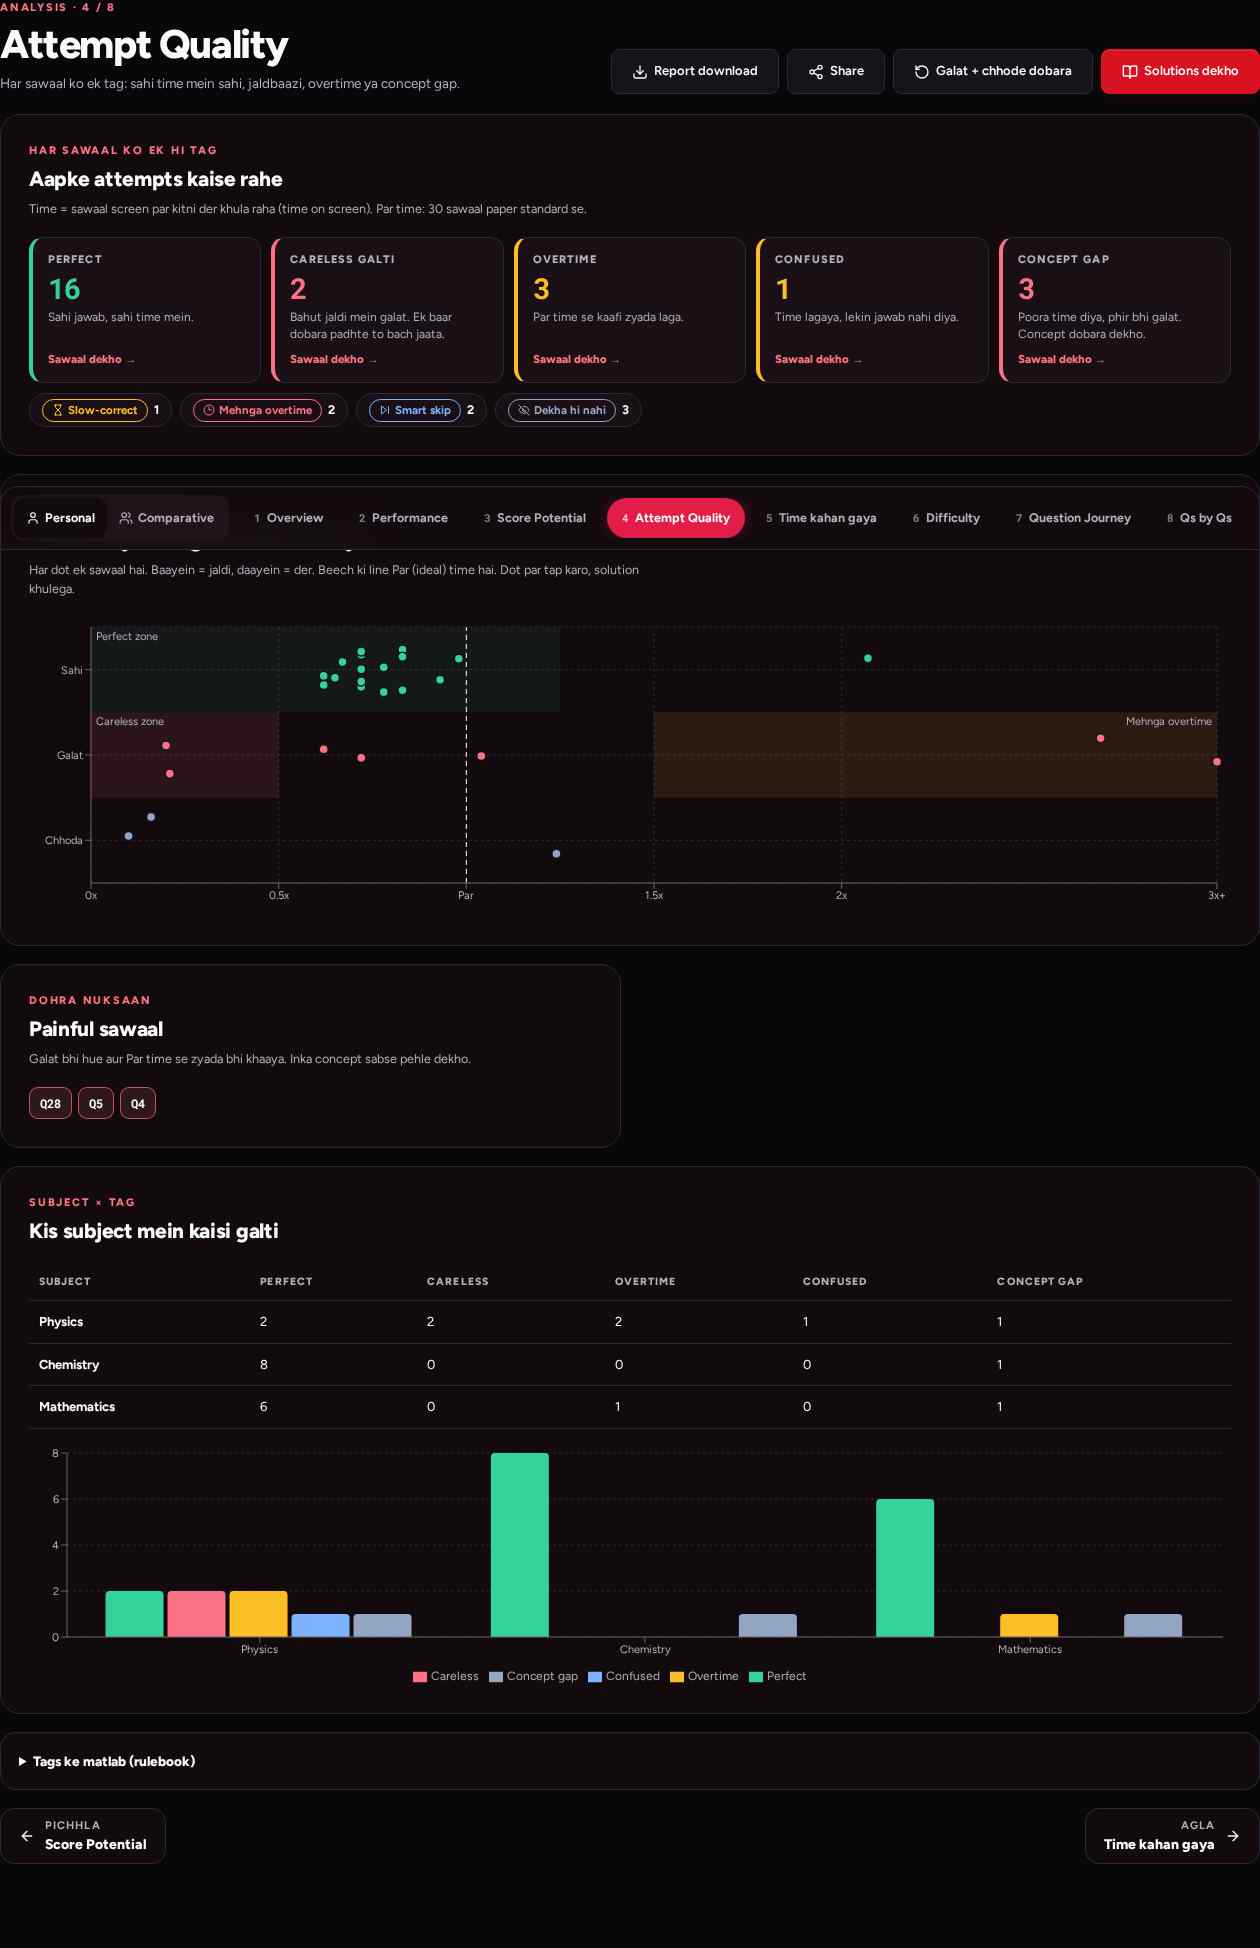 ANALYSIS · 4 / 8
Attempt Quality
Har sawaal ko ek tag: sahi time mein sahi, jaldbaazi, overtime ya concept gap.
Report download
Share
Galat + chhode dobara
Solutions dekho
HAR SAWAAL KO EK HI TAG
Aapke attempts kaise rahe
Time = sawaal screen par kitni der khula raha (time on screen). Par time: 30 sawaal paper standard se.
PERFECT
16
Sahi jawab, sahi time mein.
Sawaal dekho →
CARELESS GALTI
2
Bahut jaldi mein galat. Ek baar
dobara padhte to bach jaata.
Sawaal dekho →
OVERTIME
3
Par time se kaafi zyada laga.
Sawaal dekho →
CONFUSED
1
Time lagaya, lekin jawab nahi diya.
Sawaal dekho →
CONCEPT GAP
3
Poora time diya, phir bhi galat.
Concept dobara dekho.
Sawaal dekho →
Slow-correct 1
Mehnga overtime 2
Smart skip 2
Dekha hi nahi 3
Personal
Comparative
1 Overview
2 Performance
3 Score Potential
4 Attempt Quality
5 Time kahan gaya
6 Difficulty
7 Question Journey
8 Qs by Qs
Har dot ek sawaal hai. Baayein = jaldi, daayein = der. Beech ki line Par (ideal) time hai. Dot par tap karo, solution
khulega.
Perfect zone
Sahi
Careless zone
Mehnga overtime
Galat
Chhoda
0x
0.5x
Par
1.5x
2x
3x+
DOHRA NUKSAAN
Painful sawaal
Galat bhi hue aur Par time se zyada bhi khaaya. Inka concept sabse pehle dekho.
Q28
Q5
Q4
SUBJECT × TAG
Kis subject mein kaisi galti
SUBJECT PERFECT CARELESS OVERTIME CONFUSED CONCEPT GAP
Physics 2 2 2 1 1
Chemistry 8 0 0 0 1
Mathematics 6 0 1 0 1
8
6
4
2
0
Physics
Chemistry
Mathematics
Careless
Concept gap
Confused
Overtime
Perfect
Tags ke matlab (rulebook)
PICHHLA
Score Potential
AGLA
Time kahan gaya